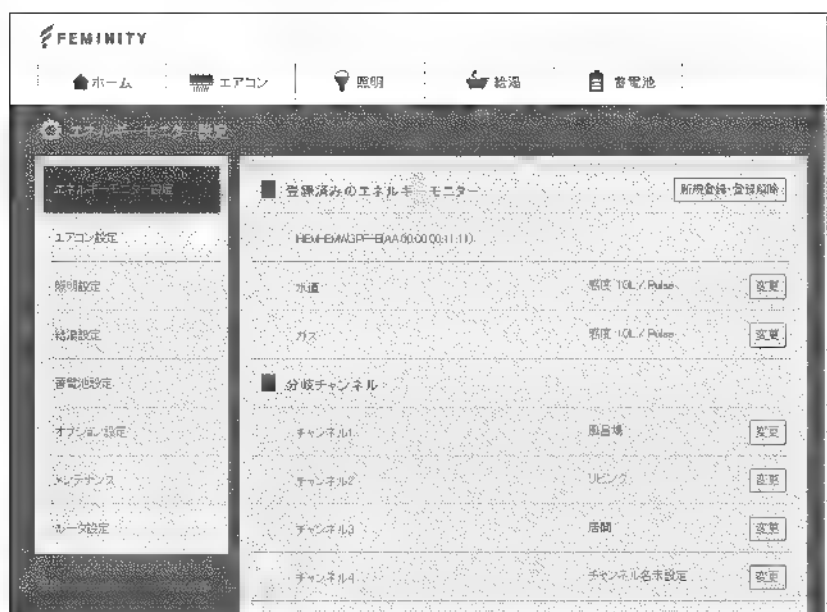 FEMINITY
ホーム エアコン 照明 給湯 蓄電池
エネルギーモニター設定
エネルギーモニター設定
エアコン設定
照明設定
給湯設定
蓄電池設定
オプション設定
メンテナンス
ルータ設定
登録済みのエネルギーモニター 新規登録・登録解除
水道 感度 10L / Pulse 変更
ガス 感度 10L / Pulse 変更
分岐チャンネル
チャンネル1 風呂場 変更
チャンネル2 リビング 変更
チャンネル3 居間 変更
チャンネル4 チャンネル名未設定 変更